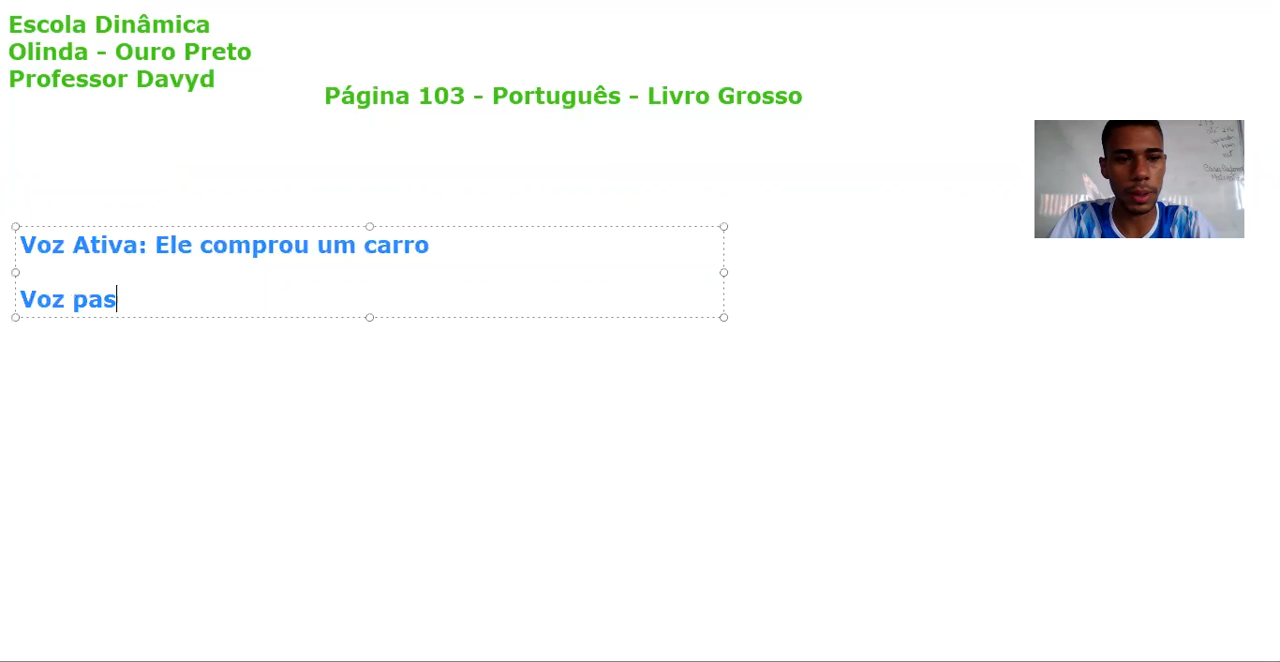 Escola Dinâmica
Olinda - Ouro Preto
Professor Davyd
Página 103 - Português - Livro Grosso
Voz Ativa: Ele comprou um carro
Voz pas